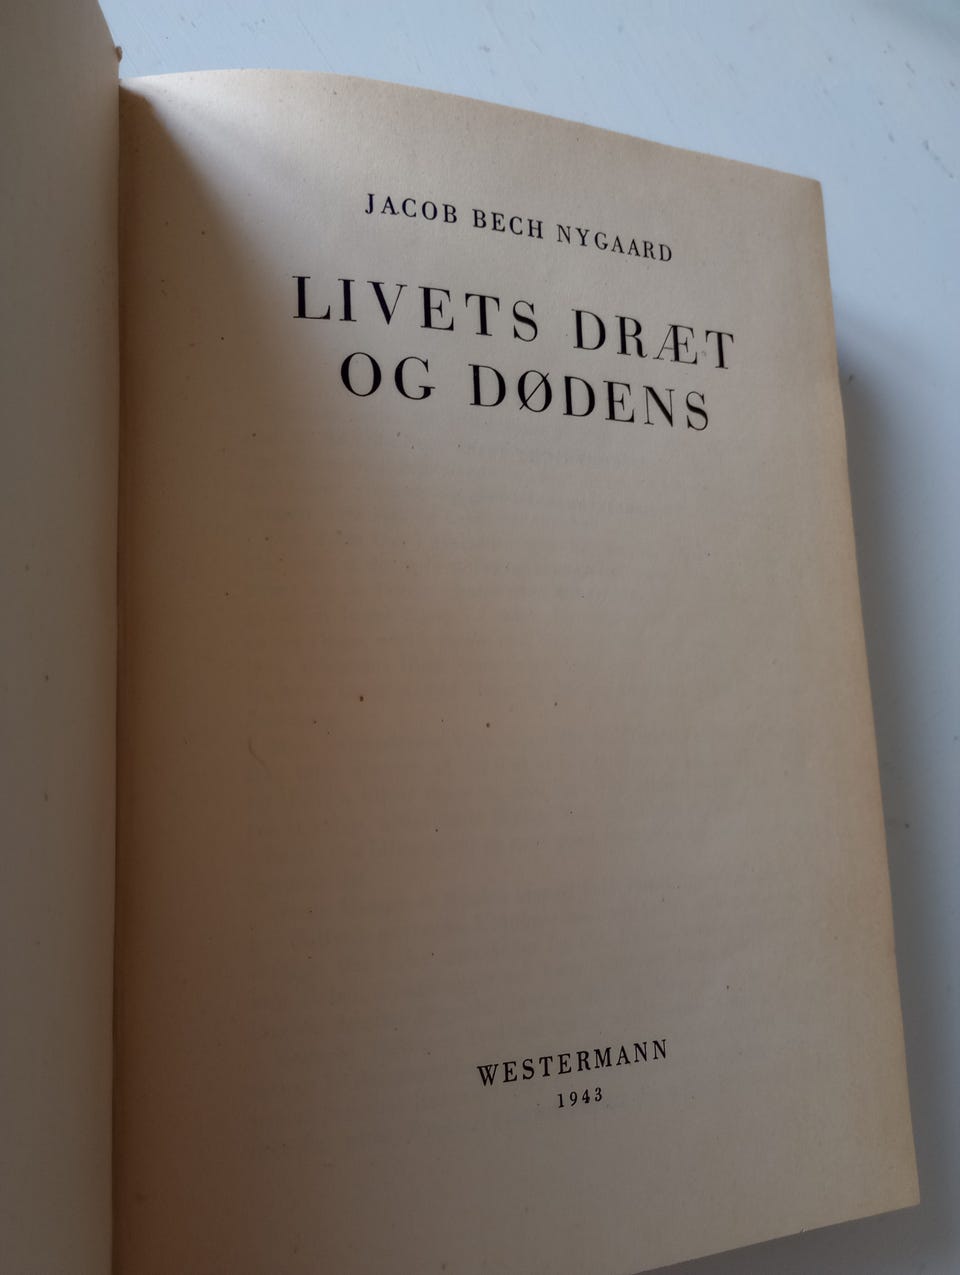 JACOB BECH NYGAARD
LIVETS DRÆT
OG DØDENS
WESTERMANN
1943